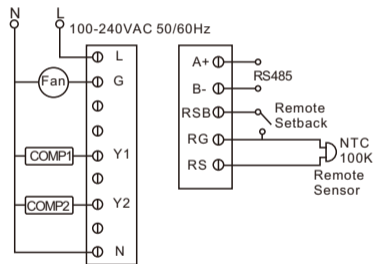 N L
100-240VAC 50/60Hz
L
Fan G
COMP1 Y1
COMP2 Y2
N
A+
RS485
B-
RSB Remote
Setback
RG
NTC
100K
RS
Remote
Sensor